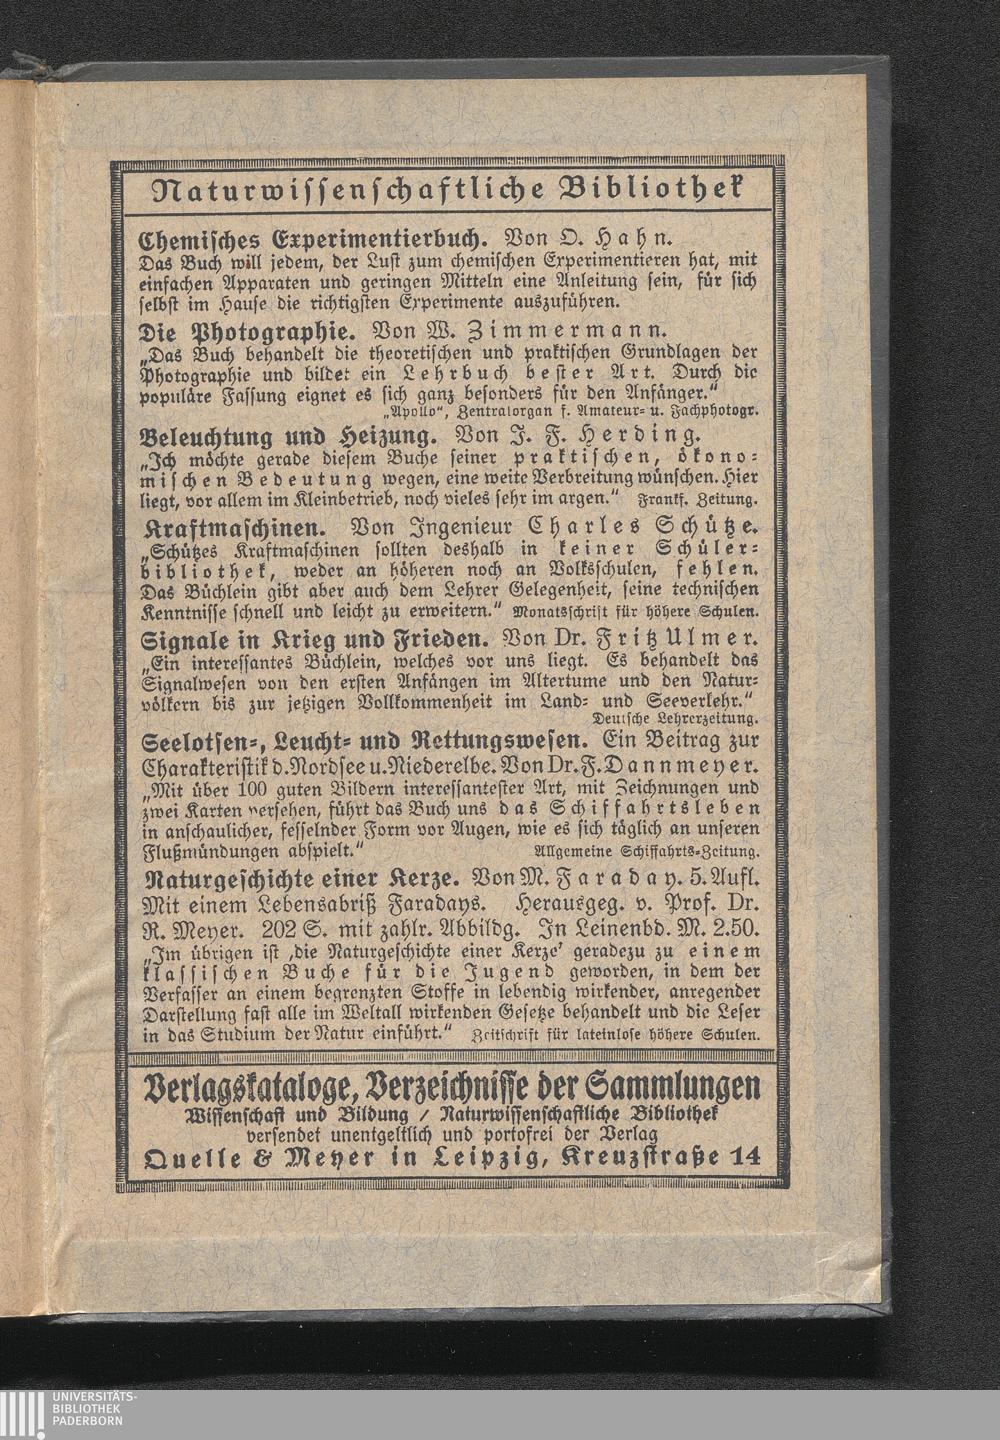 Naturwissenschaftliche Bibliothek
Chemisches Experimentierbuch. Von O. Hahn.
Das Buch will jedem, der Lust zum chemischen Experimentieren hat, mit
einfachen Apparaten und geringen Mitteln eine Anleitung sein, für sich
selbst im Hause die richtigsten Experimente auszuführen.
Die Photographie. Von W. Zimmermann.
„Das Buch behandelt die theoretischen und praktischen Grundlagen der
Photographie und bildet ein Lehrbuch bester Art. Durch die
populäre Fassung eignet es sich ganz besonders für den Anfänger.“
„Apollo“, Zentralorgan f. Amateur- u. Fachphotogr.
Beleuchtung und Heizung. Von J. F. Herding.
„Ich möchte gerade diesem Buche seiner praktischen, ökono-
mischen Bedeutung wegen, eine weite Verbreitung wünschen. Hier
liegt, vor allem im Kleinbetrieb, noch vieles sehr im argen.“ Frankf. Zeitung.
Kraftmaschinen. Von Ingenieur Charles Schütze.
„Schützes Kraftmaschinen sollten deshalb in keiner Schüler-
bibliothek, weder an höheren noch an Volksschulen, fehlen.
Das Büchlein gibt aber auch dem Lehrer Gelegenheit, seine technischen
Kenntnisse schnell und leicht zu erweitern.“ Monatsschrift für höhere Schulen.
Signale in Krieg und Frieden. Von Dr. Fritz Ulmer.
„Ein interessantes Büchlein, welches vor uns liegt. Es behandelt das
Signalwesen von den ersten Anfängen im Altertume und den Natur-
völkern bis zur jetzigen Vollkommenheit im Land- und Seeverkehr.“
Deutsche Lehrerzeitung.
Seelotsen-, Leucht- und Rettungswesen. Ein Beitrag zur
Charakteristik d. Nordsee u. Niederelbe. Von Dr. F. Dannmeyer.
„Mit über 100 guten Bildern interessantester Art, mit Zeichnungen und
zwei Karten versehen, führt das Buch uns das Schiffahrtsleben
in anschaulicher, fesselnder Form vor Augen, wie es sich täglich an unseren
Flußmündungen abspielt.“ Allgemeine Schiffahrts-Zeitung.
Naturgeschichte einer Kerze. Von M. Faraday. 5. Aufl.
Mit einem Lebensabriß Faradays. Herausgeg. v. Prof. Dr.
R. Meyer. 202 S. mit zahlr. Abbildg. In Leinenbd. M. 2.50.
„Im übrigen ist ‚die Naturgeschichte einer Kerze‘ geradezu zu einem
klassischen Buche für die Jugend geworden, in dem der
Verfasser an einem begrenzten Stoffe in lebendig wirkender, anregender
Darstellung fast alle im Weltall wirkenden Gesetze behandelt und die Leser
in das Studium der Natur einführt.“ Zeitschrift für lateinlose höhere Schulen.
Verlagskataloge, Verzeichnisse der Sammlungen
Wissenschaft und Bildung / Naturwissenschaftliche Bibliothek
versendet unentgeltlich und portofrei der Verlag
Quelle & Meyer in Leipzig, Kreuzstraße 14
UNIVERSITÄTS-
BIBLIOTHEK
PADERBORN